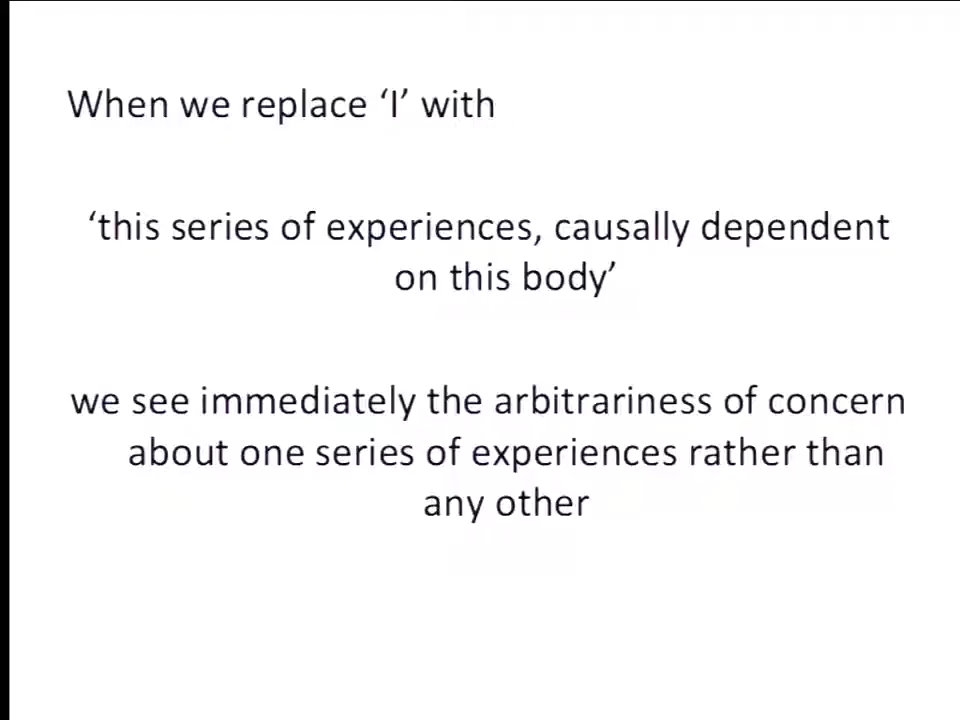 When we replace ‘I’ with
‘this series of experiences, causally dependent
on this body’
we see immediately the arbitrariness of concern
about one series of experiences rather than
any other